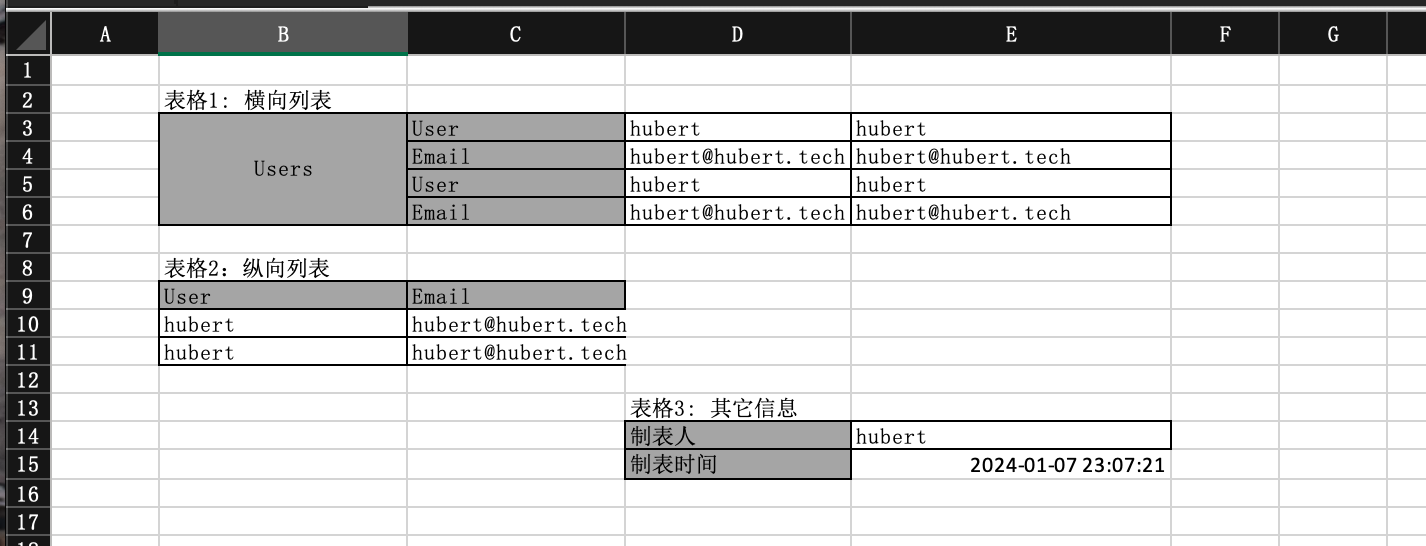 A B C D E F G
1
2 表格1: 横向列表
3 Users User hubert hubert
4 Email hubert@hubert.tech hubert@hubert.tech
5 User hubert hubert
6 Email hubert@hubert.tech hubert@hubert.tech
7
8 表格2：纵向列表
9 User Email
10 hubert hubert@hubert.tech
11 hubert hubert@hubert.tech
12
13 表格3: 其它信息
14 制表人 hubert
15 制表时间 2024-01-07 23:07:21
16
17